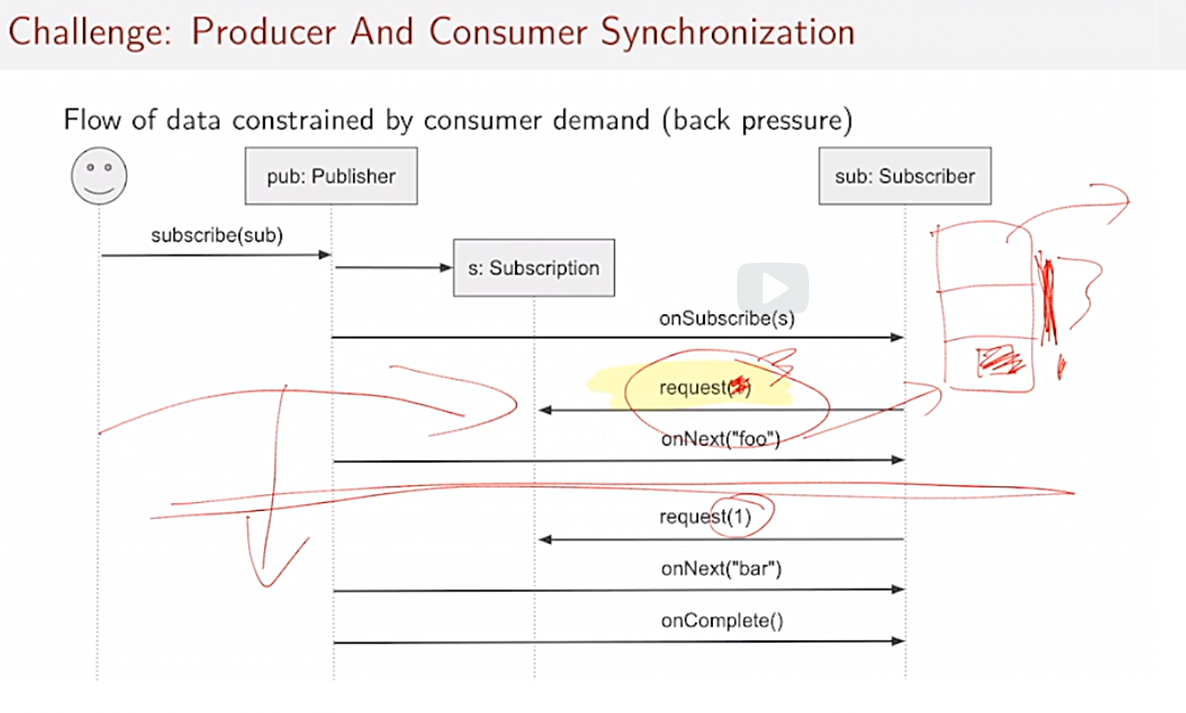 Challenge: Producer And Consumer Synchronization
Flow of data constrained by consumer demand (back pressure)
pub: Publisher
sub: Subscriber
subscribe(sub)
s: Subscription
onSubscribe(s)
request(
3
onNext("foo")
request(1)
onNext("bar")
onComplete()